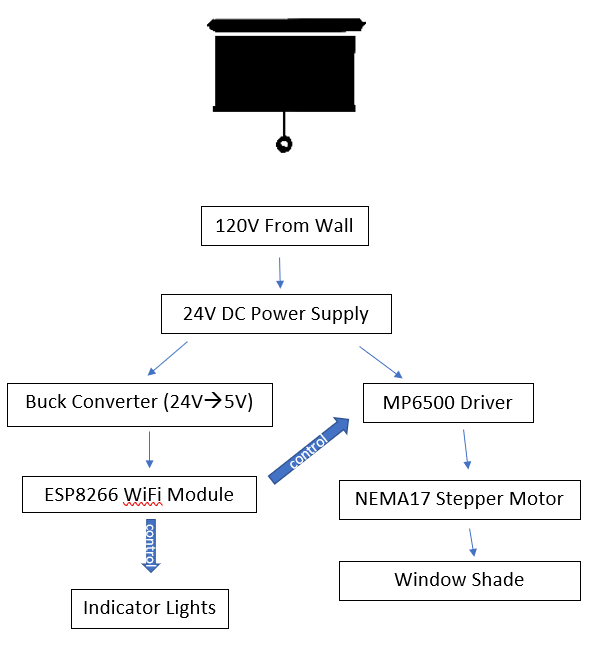 120V From Wall
24V DC Power Supply
Buck Converter (24V→5V)
MP6500 Driver
control
ESP8266 WiFi Module
NEMA17 Stepper Motor
control
Window Shade
Indicator Lights